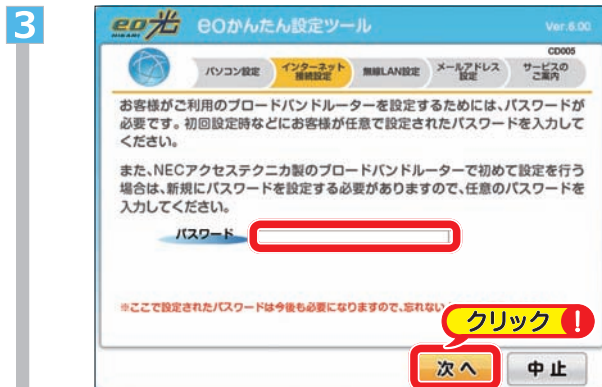 3
eo光 eOかんたん設定ツール Ver.6.00
HIKARI
CD005
パソコン設定 インターネット接続設定 無線LAN設定 メールアドレス設定 サービスのご案内
お客様がご利用のブロードバンドルーターを設定するためには、パスワードが
必要です。初回設定時などにお客様が任意で設定されたパスワードを入力して
ください。
また、NECアクセステクニカ製のブロードバンドルーターで初めて設定を行う
場合は、新規にパスワードを設定する必要がありますので、任意のパスワードを
入力してください。
パスワード
※ここで設定されたパスワードは今後も必要になりますので、忘れない
クリック !
次へ 中止